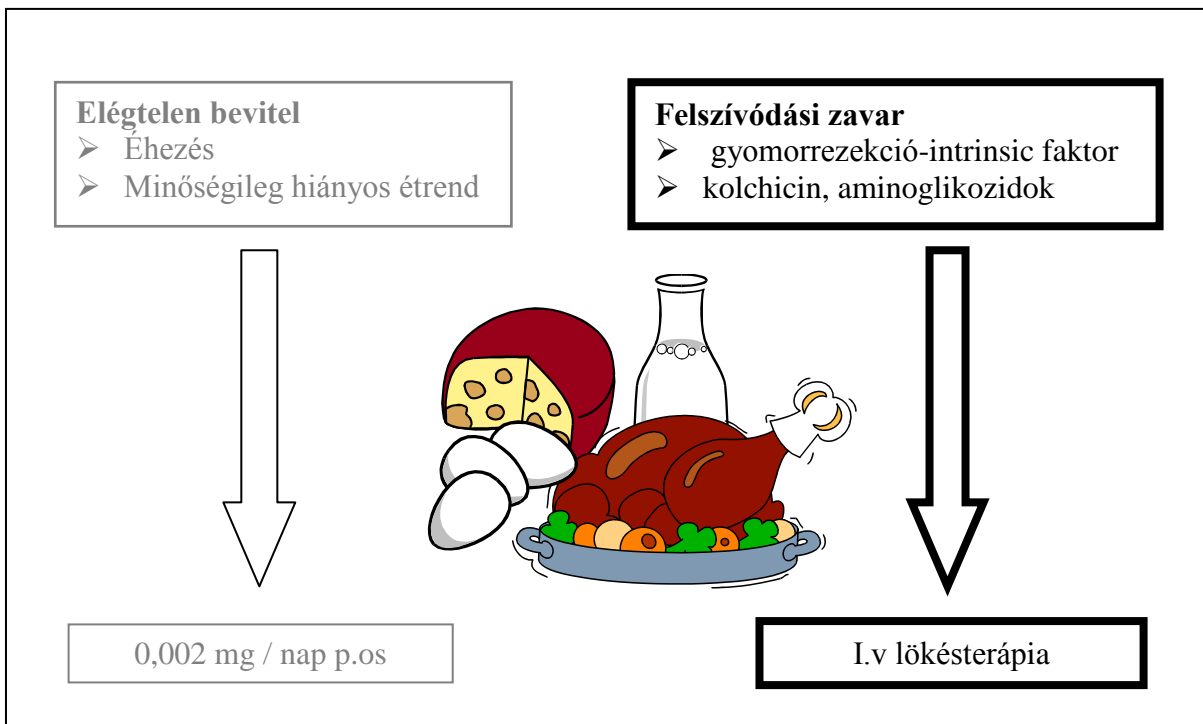 Elégtelen bevitel
➢ Éhezés
➢ Minőségileg hiányos étrend
Felszívódási zavar
➢ gyomorrezekció-intrinsic faktor
➢ kolchicin, aminoglikozidok
0,002 mg / nap p.os
I.v lökésterápia